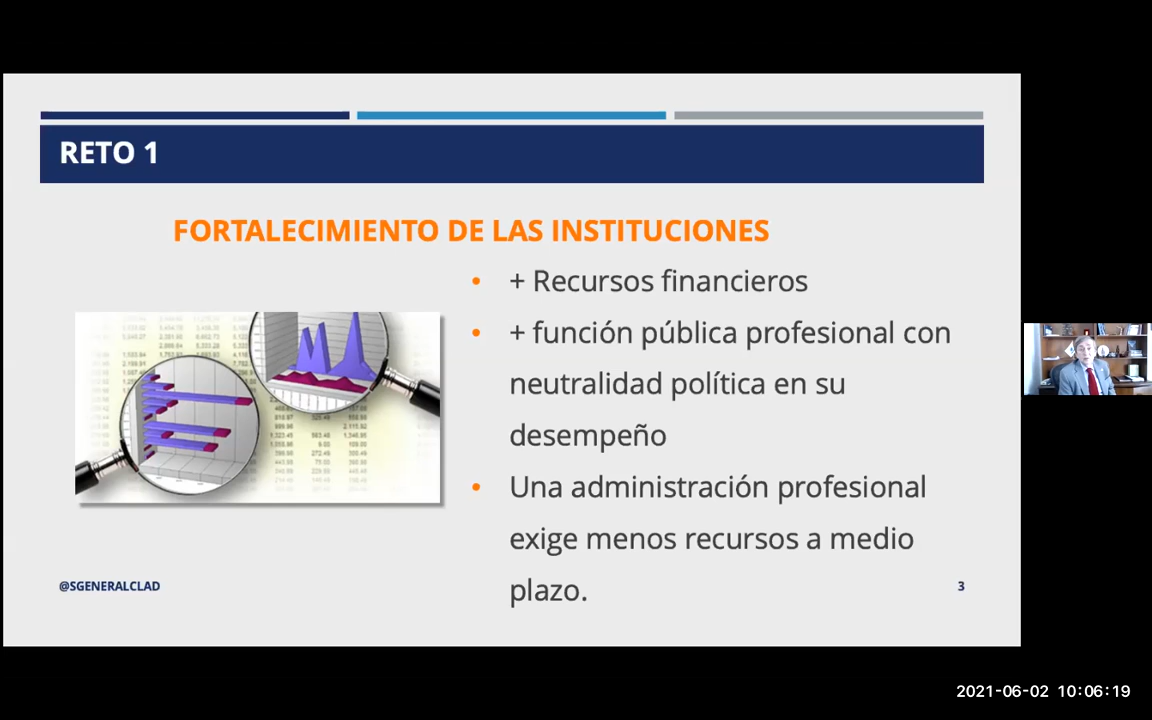 RETO 1
FORTALECIMIENTO DE LAS INSTITUCIONES
• + Recursos financieros
• + función pública profesional con
neutralidad política en su
desempeño
• Una administración profesional
exige menos recursos a medio
plazo.
@SGENERALCLAD
3
2021-06-02 10:06:19